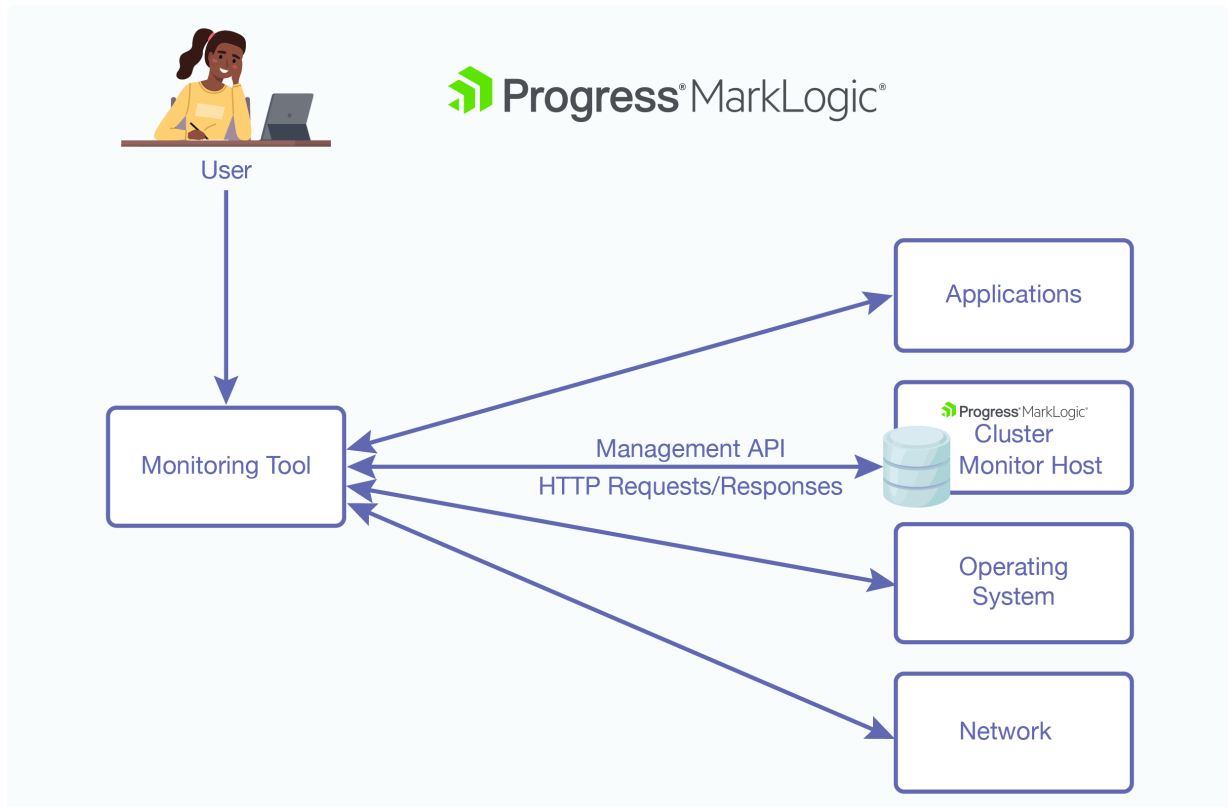 Progress® MarkLogic®
User
Applications
Progress® MarkLogic®
Cluster
Monitor Host
Monitoring Tool
Management API
HTTP Requests/Responses
Operating
System
Network